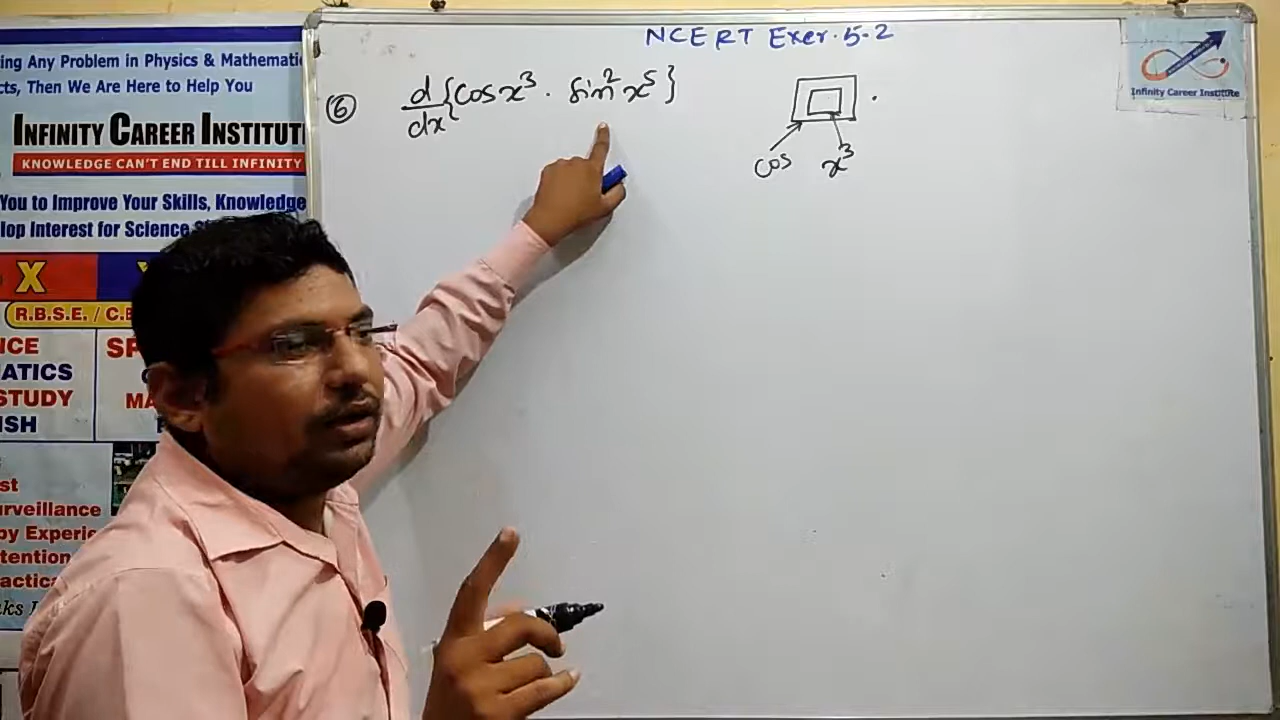 NCERT Exer. 5.2
⑥ d/dx {cos x³ . sin² x⁵}
cos x³
Infinity Career Institute
ing Any Problem in Physics & Mathematic
cts, Then We Are Here to Help You
INFINITY CAREER INSTITUT
KNOWLEDGE CAN'T END TILL INFINITY
You to Improve Your Skills, Knowledge
lop Interest for Science
X
R.B.S.E. / C.B
NCE
ATICS
STUDY
ISH
SP
MA
st
urveillance
by Experie
tention
actica